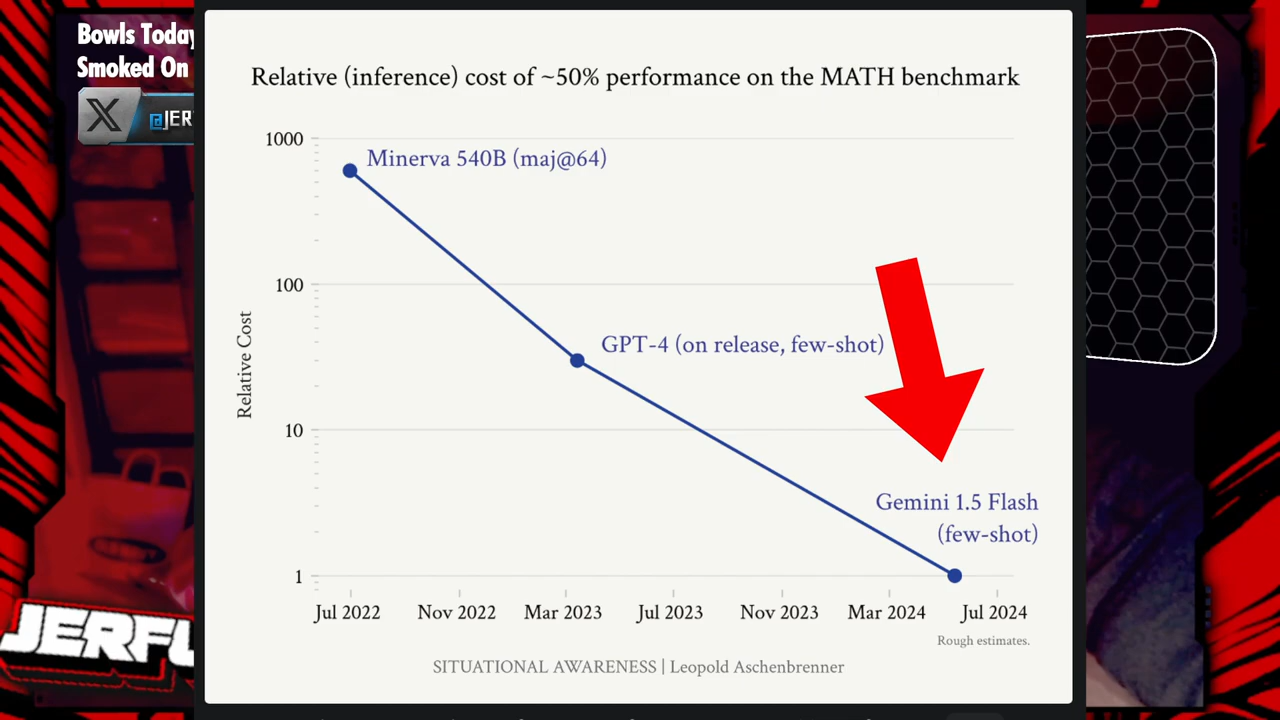 Bowls Today
Smoked On
@JER
JERFU
Relative (inference) cost of ~50% performance on the MATH benchmark
Relative Cost
1000
100
10
1
Minerva 540B (maj@64)
GPT-4 (on release, few-shot)
Gemini 1.5 Flash
(few-shot)
Jul 2022
Nov 2022
Mar 2023
Jul 2023
Nov 2023
Mar 2024
Jul 2024
Rough estimates.
SITUATIONAL AWARENESS | Leopold Aschenbrenner